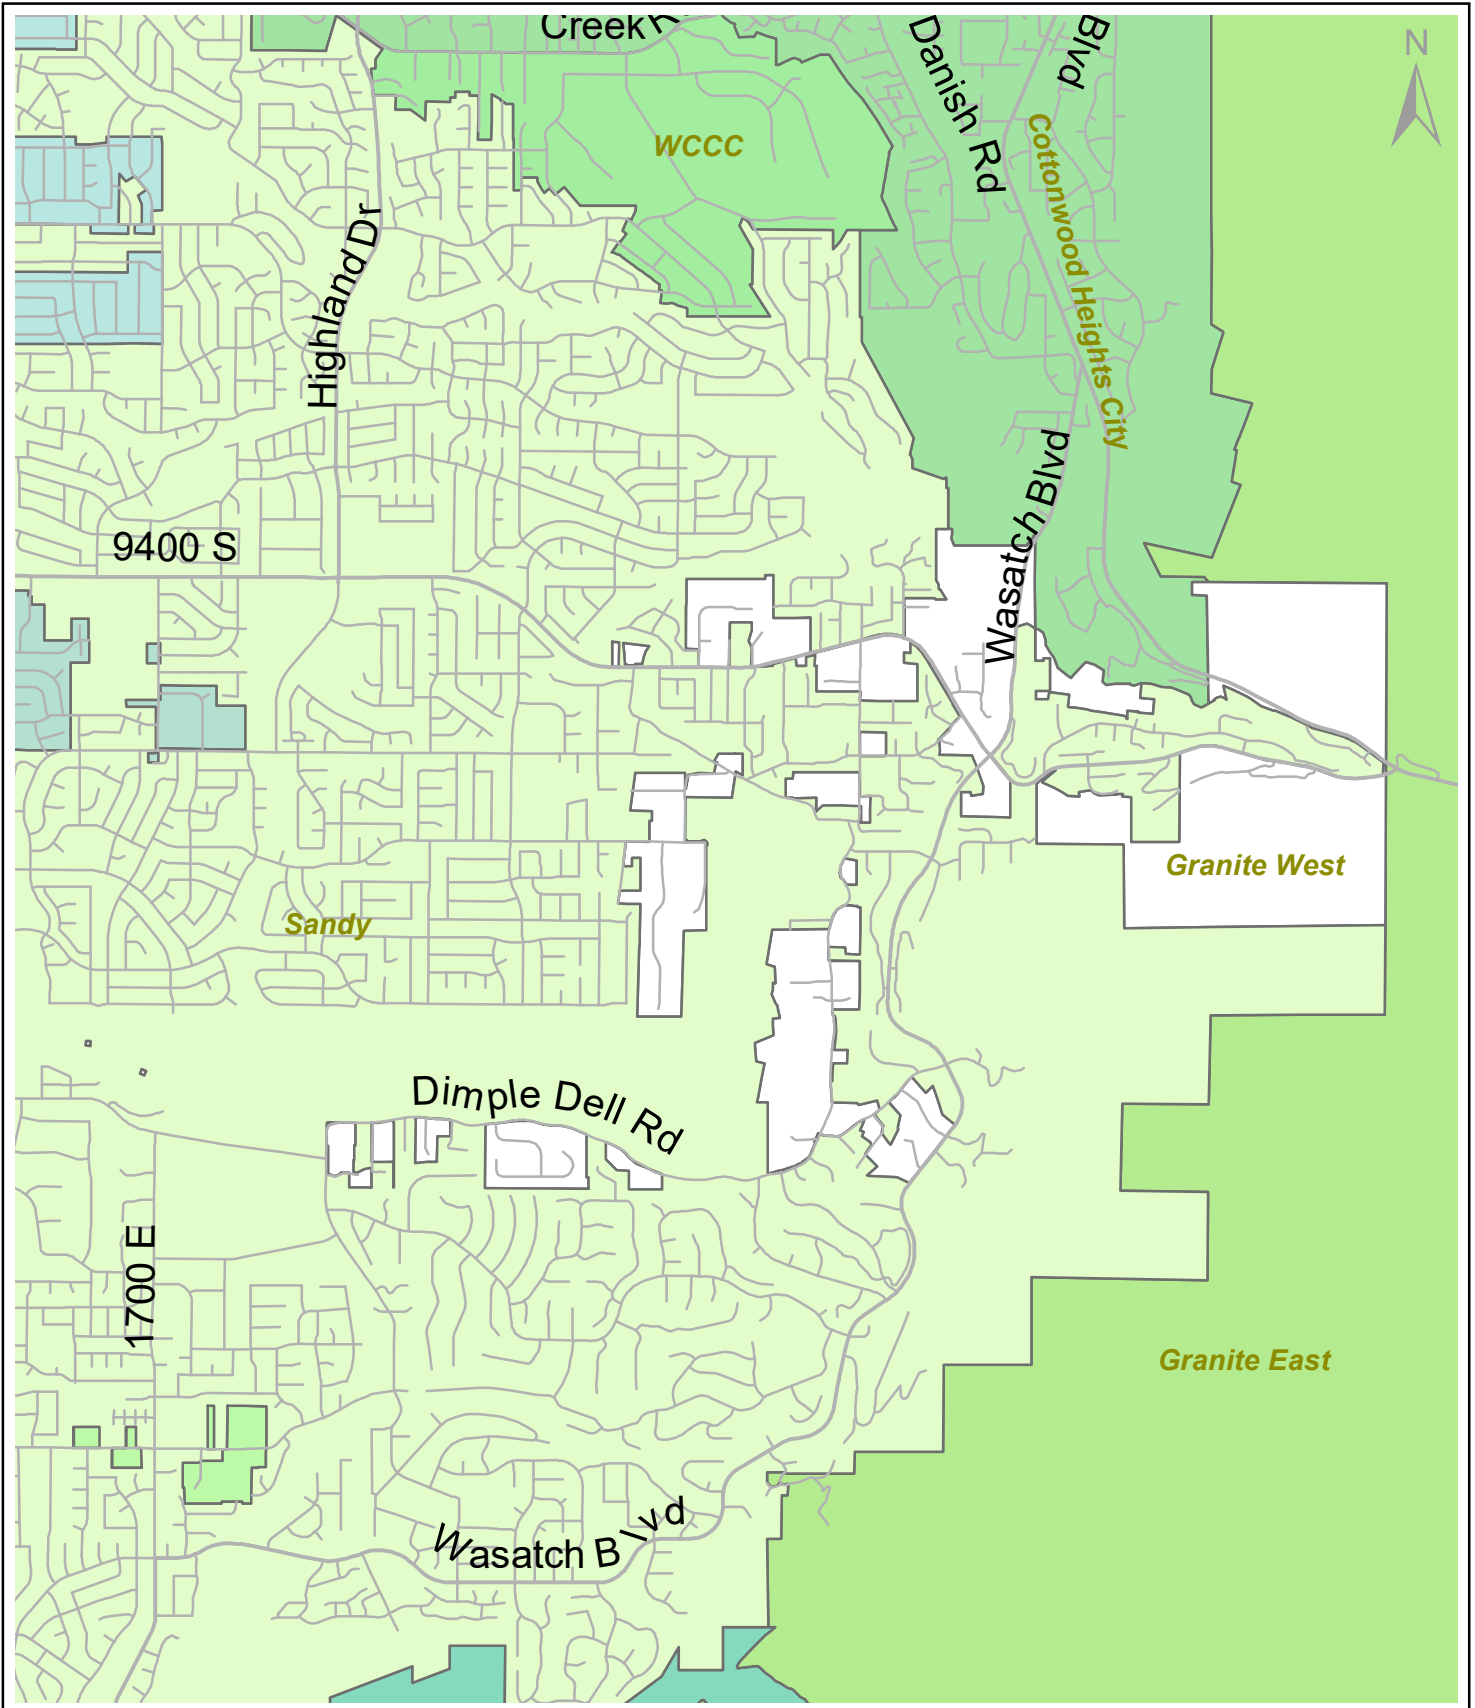 Creek R
Blvd
N
Danish Rd
WCCC
Cottonwood Heights City
Highland Dr
Wasatch Blvd
9400 S
Granite West
Sandy
Dimple Dell Rd
1700 E
Granite East
Wasatch Blvd